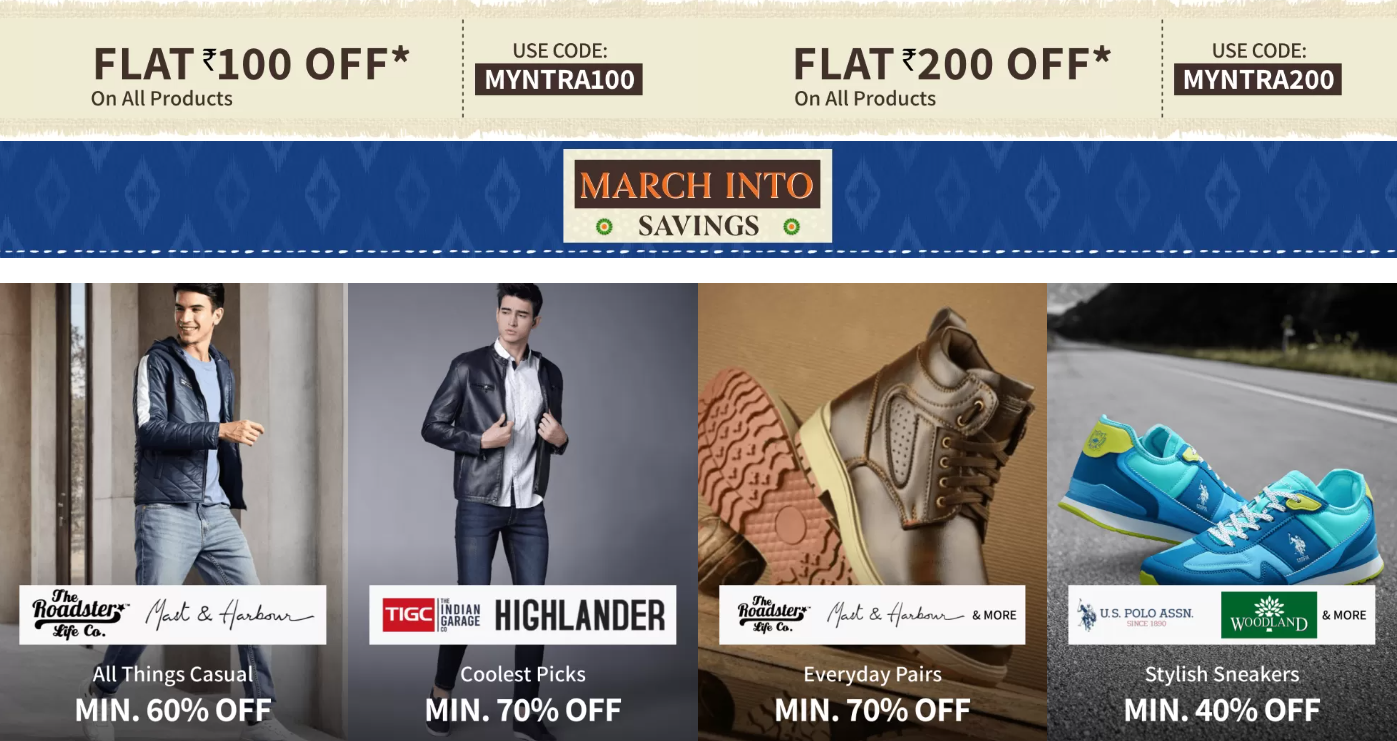 FLAT ₹100 OFF*
On All Products
USE CODE:
MYNTRA100
FLAT ₹200 OFF*
On All Products
USE CODE:
MYNTRA200
MARCH INTO
SAVINGS
The
Roadster
Life Co.
Mast & Harbour
All Things Casual
MIN. 60% OFF
TIGC
THE
INDIAN
GARAGE
CO
HIGHLANDER
Coolest Picks
MIN. 70% OFF
The
Roadster
Life Co.
Mast & Harbour
& MORE
Everyday Pairs
MIN. 70% OFF
U.S. POLO ASSN.
SINCE 1890
WOODLAND
& MORE
Stylish Sneakers
MIN. 40% OFF